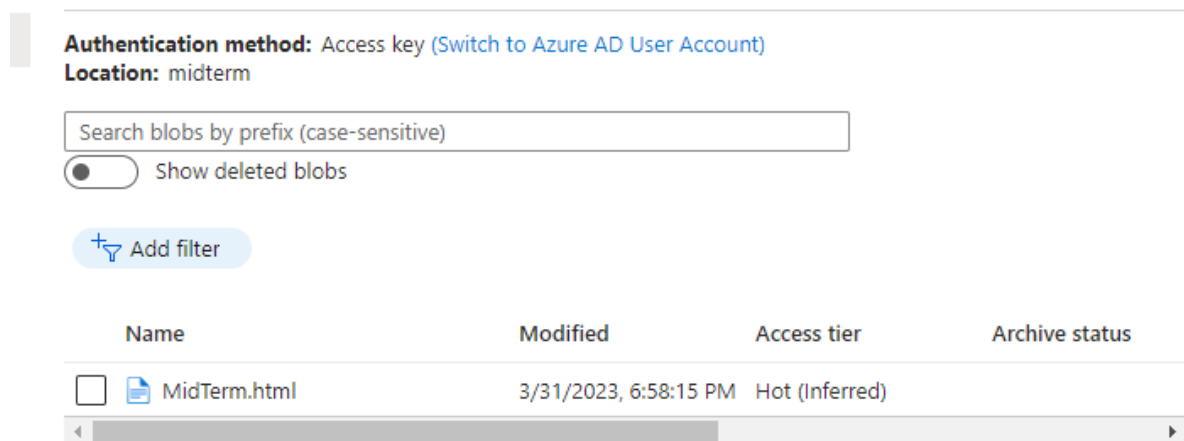 Authentication method: Access key (Switch to Azure AD User Account)
Location: midterm
Search blobs by prefix (case-sensitive)
Show deleted blobs
Add filter
Name Modified Access tier Archive status
MidTerm.html 3/31/2023, 6:58:15 PM Hot (Inferred)